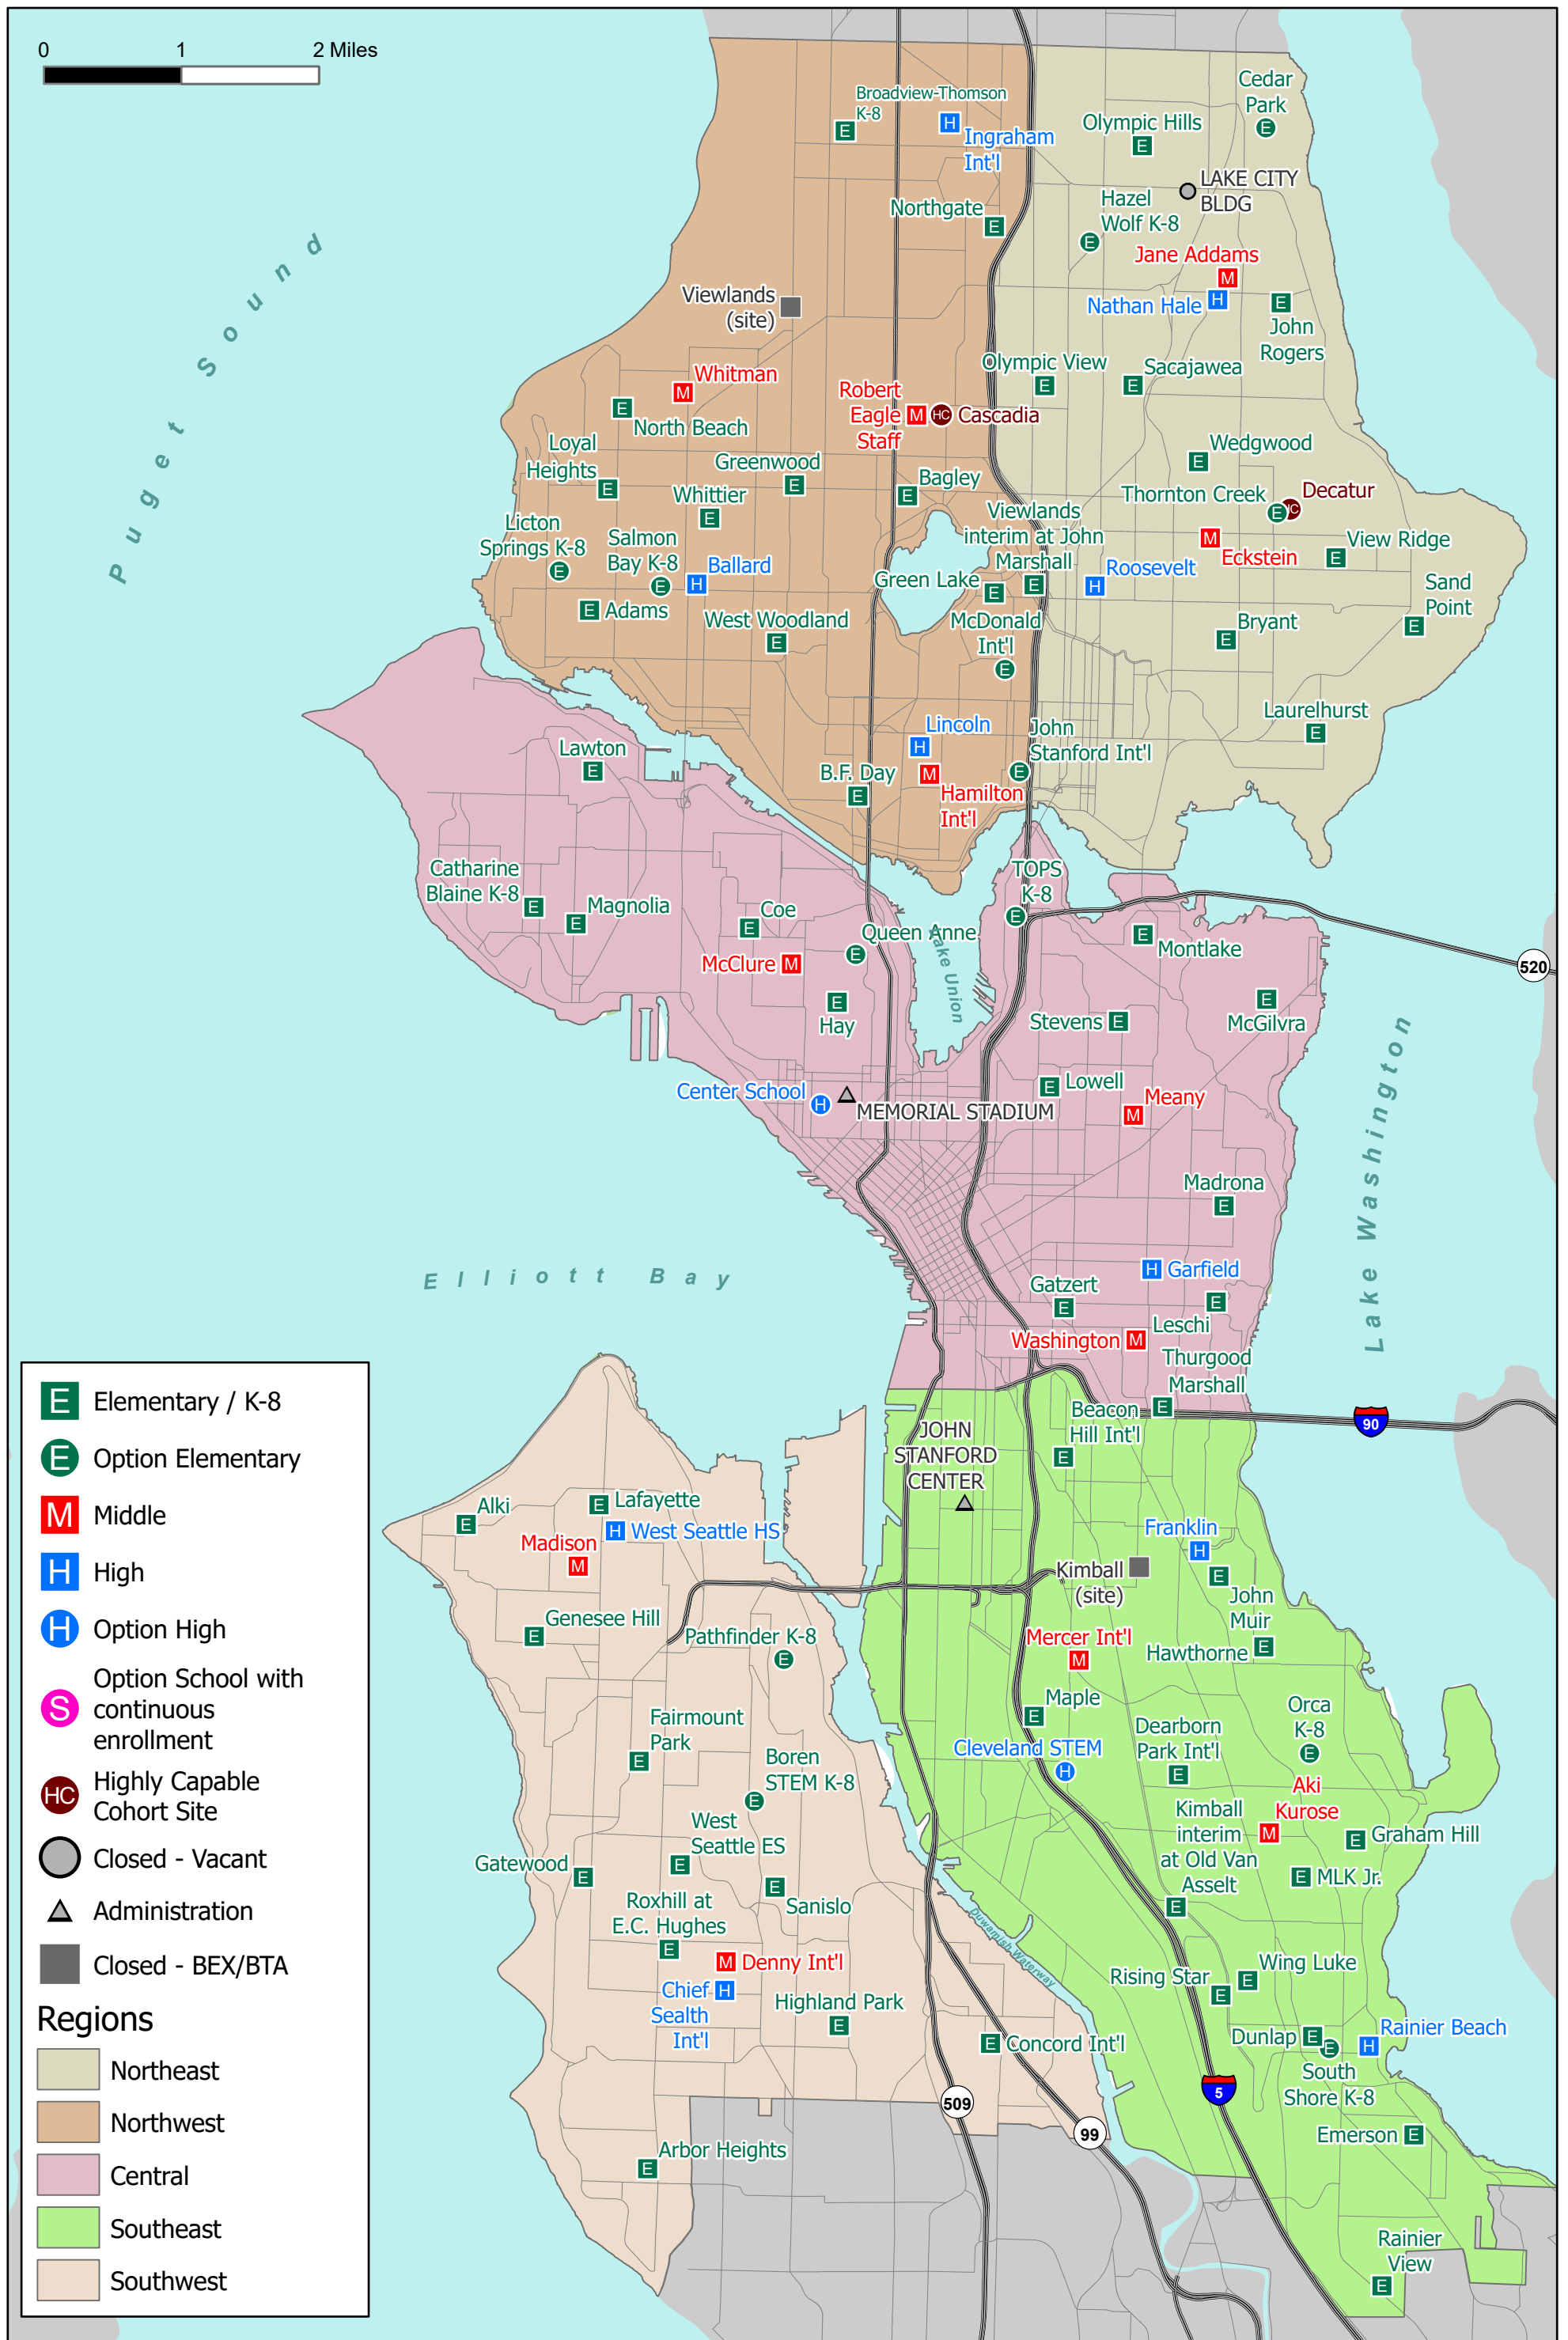 0 1 2 Miles
Puget Sound
Broadview-Thomson
K-8
E
H
Ingraham
Int'l
Northgate
E
Cedar
Park
E
Olympic Hills
E
LAKE CITY
BLDG
Hazel
Wolf K-8
E
Jane Addams
M
Nathan Hale
H
E
John
Rogers
Viewlands
(site)
Whitman
M
E
North Beach
Robert
Eagle
Staff
M
HC
Cascadia
Olympic View
E
Sacajawea
E
Loyal
Heights
E
Greenwood
E
Whittier
E
Bagley
E
Wedgwood
E
Thornton Creek
E
HC
Decatur
Licton
Springs K-8
E
Salmon
Bay K-8
E
Ballard
H
E
Adams
Viewlands
interim at John
Marshall
E
Green Lake
E
Roosevelt
H
M
Eckstein
View Ridge
E
Sand
Point
E
West Woodland
E
McDonald
Int'l
E
Bryant
E
Laurelhurst
E
Lincoln
H
M
Hamilton
Int'l
John
Stanford Int'l
E
B.F. Day
E
Lawton
E
Catharine
Blaine K-8
E
Magnolia
E
Coe
E
McClure
M
Queen Anne
E
E
Hay
Lake Union
TOPS
K-8
E
E
Montlake
520
Stevens
E
E
McGilvra
E
Lowell
Meany
M
Center School
H
MEMORIAL STADIUM
Lake Washington
Madrona
E
H
Garfield
Gatzert
E
E
Leschi
Washington
M
Thurgood
Marshall
E
90
Elliott Bay
Beacon
Hill Int'l
E
JOHN
STANFORD
CENTER
Alki
E
E
Lafayette
H
West Seattle HS
Madison
M
Franklin
H
Kimball
(site)
E
John
Muir
Genesee Hill
E
Pathfinder K-8
E
Mercer Int'l
M
Hawthorne
E
Maple
E
Orca
K-8
E
Fairmount
Park
E
Boren
STEM K-8
E
Cleveland STEM
H
Dearborn
Park Int'l
E
Aki
Kurose
M
Kimball
interim
at Old Van
Asselt
E
E
Graham Hill
E
MLK Jr.
West
Seattle ES
E
Gatewood
E
E
Sanislo
Roxhill at
E.C. Hughes
E
M
Denny Int'l
Chief
Sealth
Int'l
H
Highland Park
E
Duwamish Waterway
E
Concord Int'l
Wing Luke
E
Rising Star
E
Dunlap
E
E
South
Shore K-8
Rainier Beach
H
5
509
99
Emerson
E
Arbor Heights
E
Rainier
View
E
E Elementary / K-8
E Option Elementary
M Middle
H High
H Option High
S Option School with
continuous
enrollment
HC Highly Capable
Cohort Site
Closed - Vacant
Administration
Closed - BEX/BTA
Regions
Northeast
Northwest
Central
Southeast
Southwest